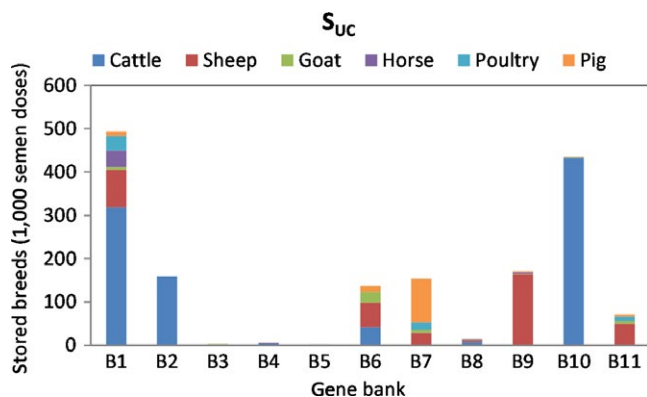 S_UC
Cattle Sheep Goat Horse Poultry Pig
Stored breeds (1,000 semen doses)
600
500
400
300
200
100
0
B1 B2 B3 B4 B5 B6 B7 B8 B9 B10 B11
Gene bank